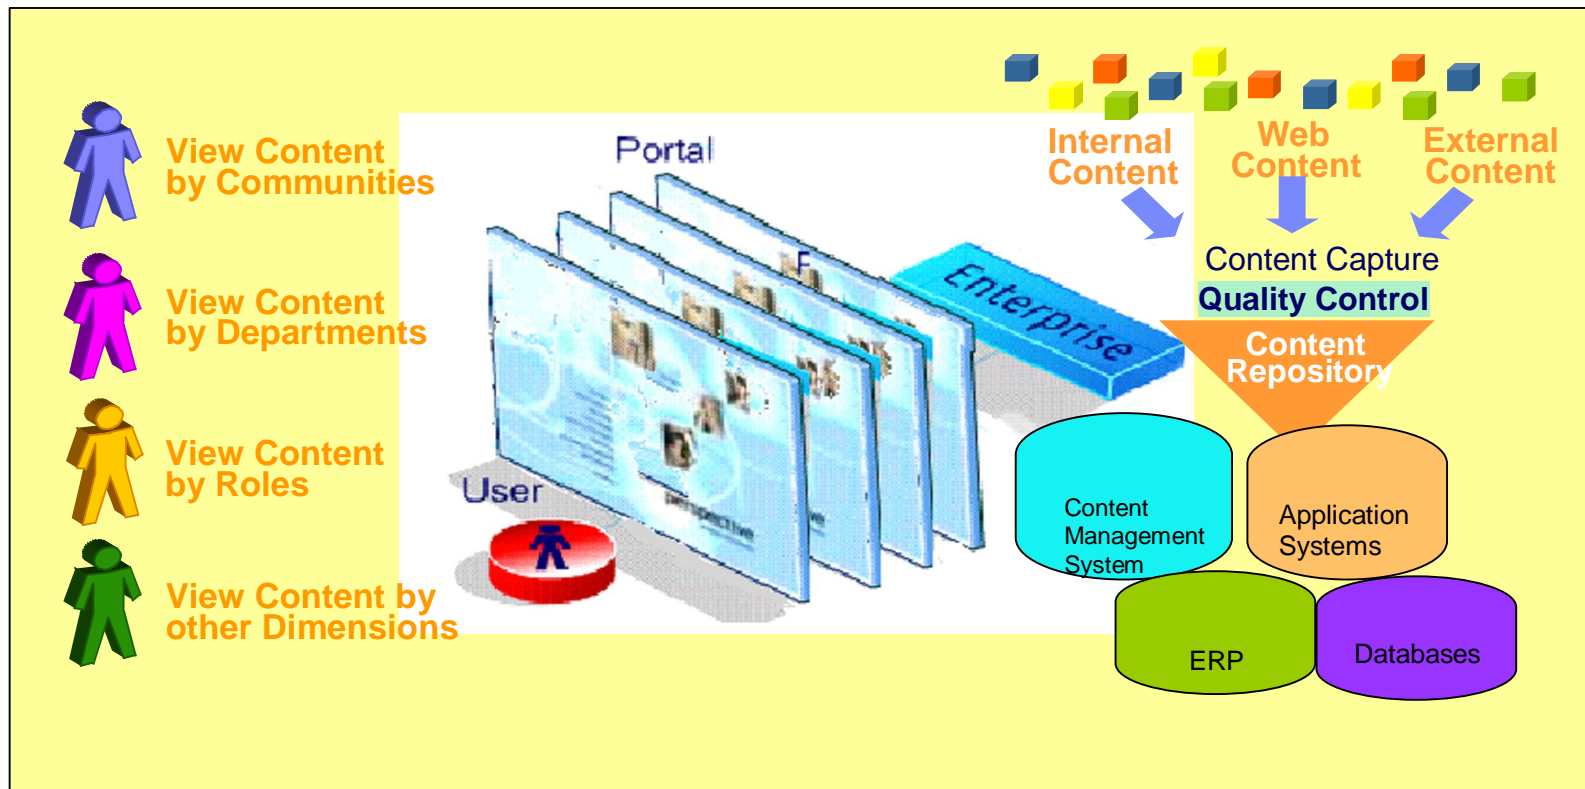 View Content
by Communities
View Content
by Departments
View Content
by Roles
View Content by
other Dimensions
Portal
F
Enterprise
User
perspective
Internal
Content
Web
Content
External
Content
Content Capture
Quality Control
Content
Repository
Content
Management
System
Application
Systems
ERP
Databases